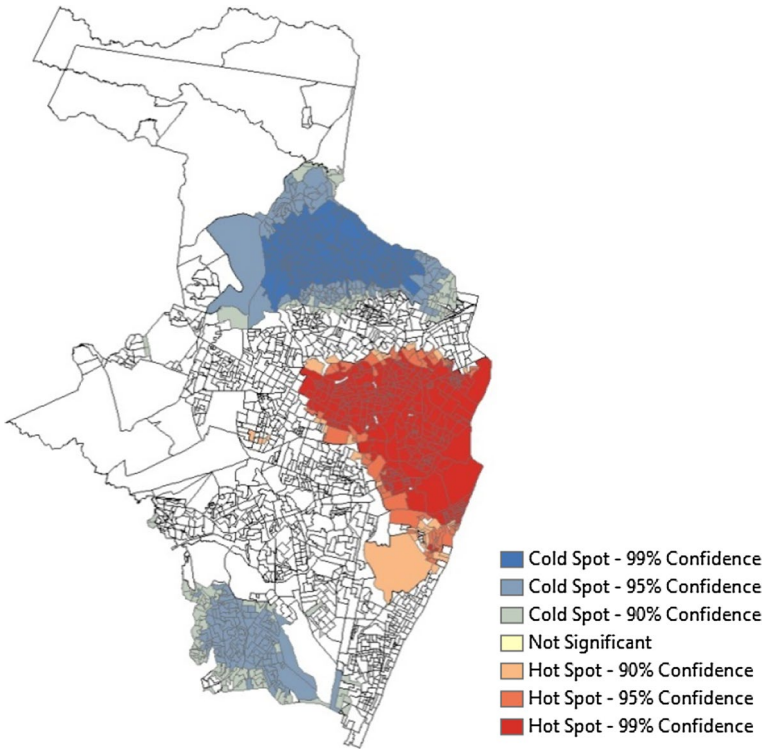 Cold Spot - 99% Confidence
Cold Spot - 95% Confidence
Cold Spot - 90% Confidence
Not Significant
Hot Spot - 90% Confidence
Hot Spot - 95% Confidence
Hot Spot - 99% Confidence